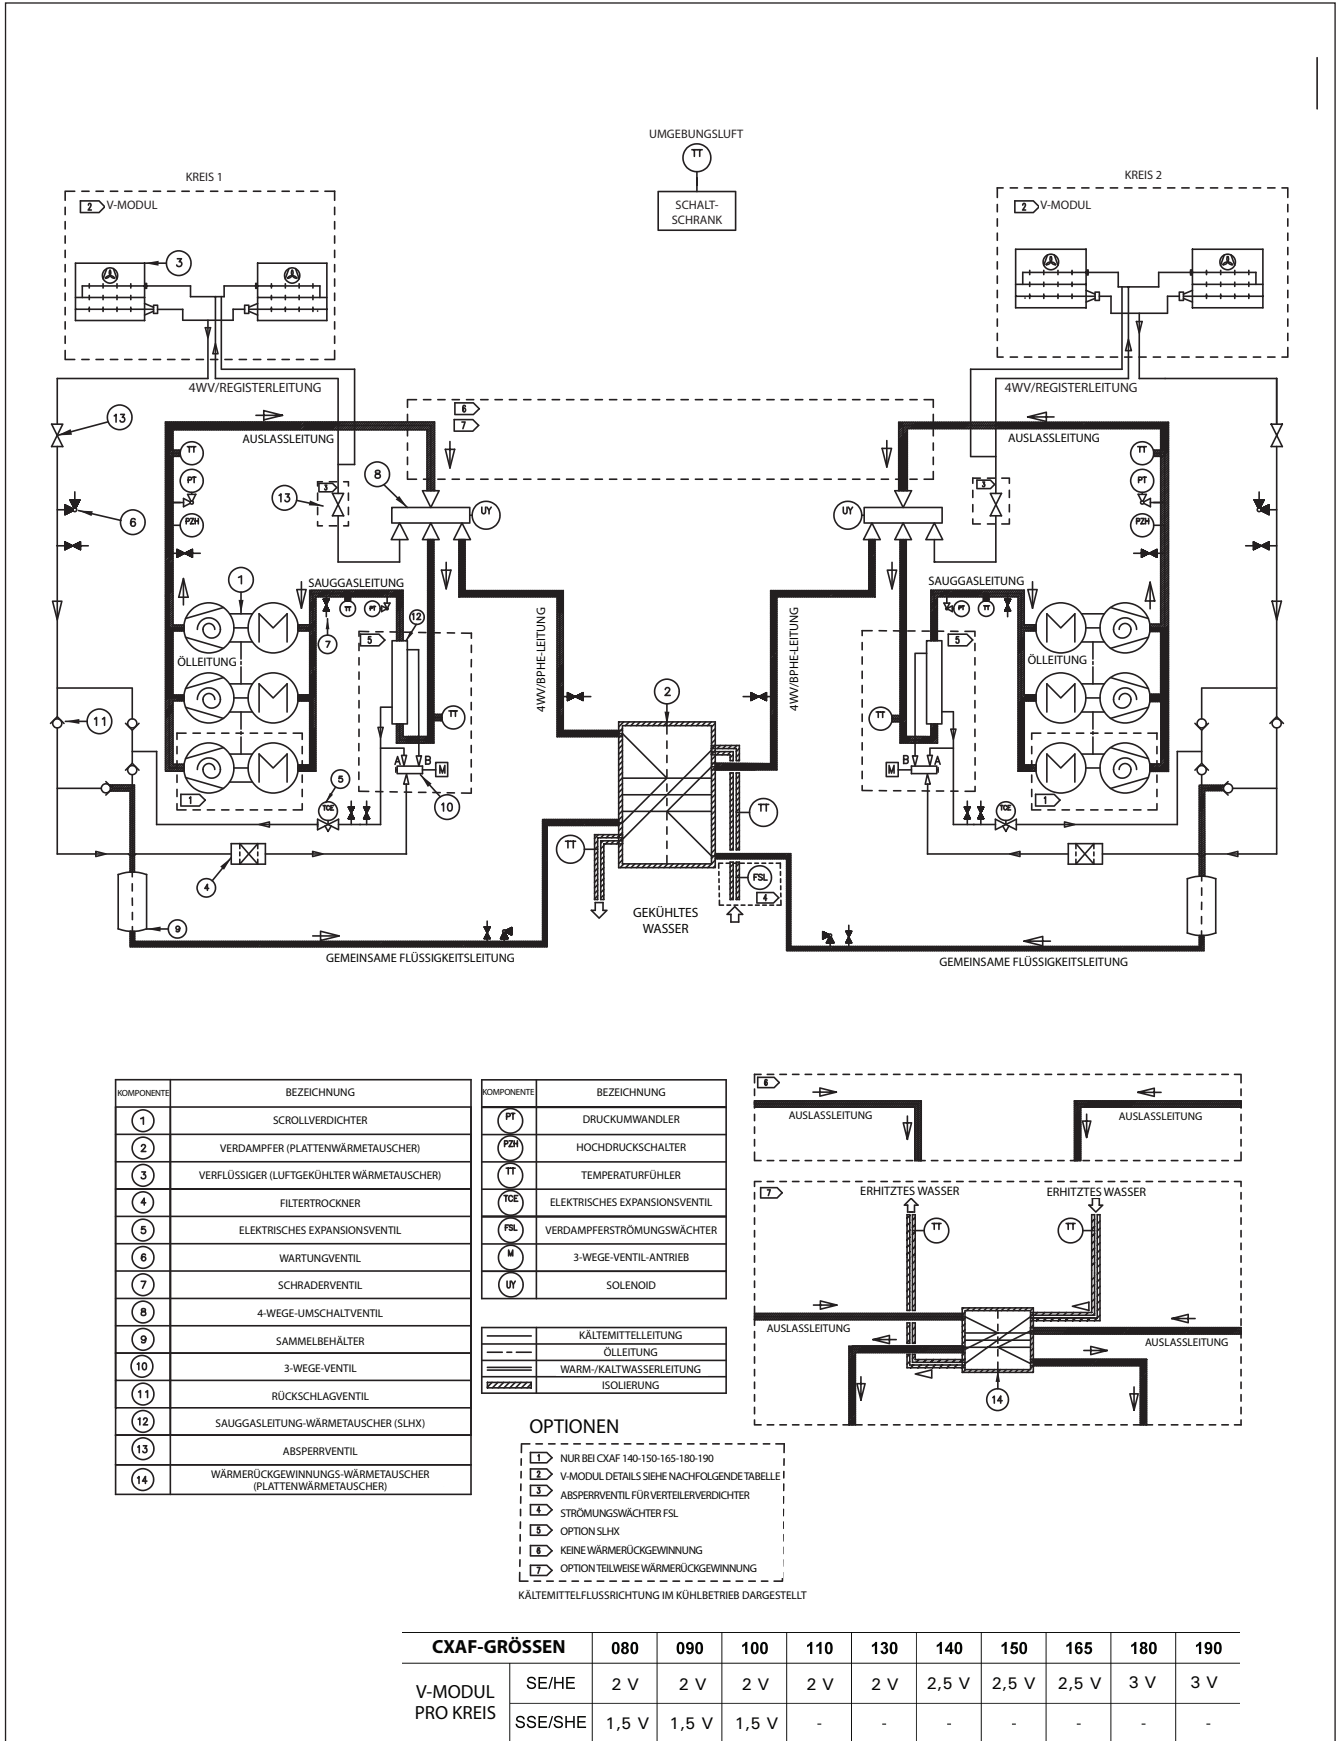 UMGEBUNGSLUFT
TT
SCHALT-
SCHRANK
KREIS 1
2 V-MODUL
3
KREIS 2
2 V-MODUL
4WV/REGISTERLEITUNG
4WV/REGISTERLEITUNG
6
7
13
AUSLASSLEITUNG
AUSLASSLEITUNG
TT
PT
PZH
13
3
8
UY
UY
3
TT
PT
PZH
6
1
SAUGGASLEITUNG
TT
PT
12
7
5
SAUGGASLEITUNG
PT
TT
5
ÖLLEITUNG
ÖLLEITUNG
4WV/BPHE-LEITUNG
4WV/BPHE-LEITUNG
2
11
TT
TT
A
B
M
10
5
TCE
1
M
B
A
TCE
1
TT
TT
4
FSL
4
9
GEKÜHLTES
WASSER
GEMEINSAME FLÜSSIGKEITSLEITUNG
GEMEINSAME FLÜSSIGKEITSLEITUNG
KOMPONENTE BEZEICHNUNG
1 SCROLLVERDICHTER
2 VERDAMPFER (PLATTENWÄRMETAUSCHER)
3 VERFLÜSSIGER (LUFTGEKÜHLTER WÄRMETAUSCHER)
4 FILTERTROCKNER
5 ELEKTRISCHES EXPANSIONSVENTIL
6 WARTUNGVENTIL
7 SCHRADERVENTIL
8 4-WEGE-UMSCHALTVENTIL
9 SAMMELBEHÄLTER
10 3-WEGE-VENTIL
11 RÜCKSCHLAGVENTIL
12 SAUGGASLEITUNG-WÄRMETAUSCHER (SLHX)
13 ABSPERRVENTIL
14 WÄRMERÜCKGEWINNUNGS-WÄRMETAUSCHER
(PLATTENWÄRMETAUSCHER)
KOMPONENTE BEZEICHNUNG
PT DRUCKUMWANDLER
PZH HOCHDRUCKSCHALTER
TT TEMPERATURFÜHLER
TCE ELEKTRISCHES EXPANSIONSVENTIL
FSL VERDAMPFERSTRÖMUNGSWÄCHTER
M 3-WEGE-VENTIL-ANTRIEB
UY SOLENOID
KÄLTEMITTELLEITUNG
ÖLLEITUNG
WARM-/KALTWASSERLEITUNG
ISOLIERUNG
6
AUSLASSLEITUNG
AUSLASSLEITUNG
7
ERHITZTES WASSER
ERHITZTES WASSER
TT
TT
AUSLASSLEITUNG
AUSLASSLEITUNG
14
OPTIONEN
1 NUR BEI CXAF 140-150-165-180-190
2 V-MODUL DETAILS SIEHE NACHFOLGENDE TABELLE
3 ABSPERRVENTIL FÜR VERTEILERVERDICHTER
4 STRÖMUNGSWÄCHTER FSL
5 OPTION SLHX
6 KEINE WÄRMERÜCKGEWINNUNG
7 OPTION TEILWEISE WÄRMERÜCKGEWINNUNG
KÄLTEMITTELFLUSSRICHTUNG IM KÜHLBETRIEB DARGESTELLT
CXAF-GRÖSSEN 080 090 100 110 130 140 150 165 180 190
V-MODUL
PRO KREIS
SE/HE 2 V 2 V 2 V 2 V 2 V 2,5 V 2,5 V 2,5 V 3 V 3 V
SSE/SHE 1,5 V 1,5 V 1,5 V - - - - - - -